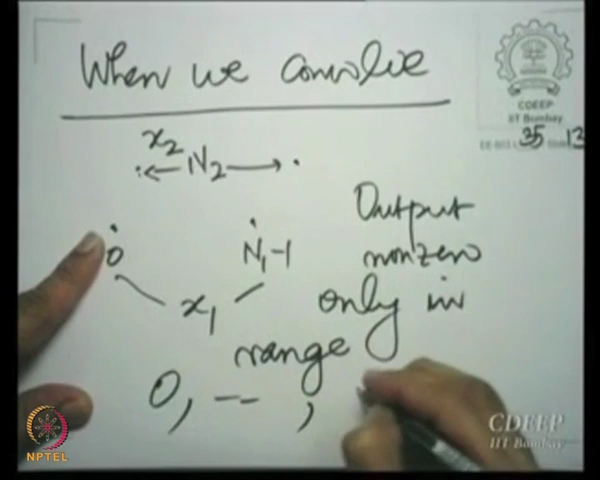 When we convolve
CDEEP
IIT Bombay
35 13
x2
N2
Output
0 N1-1 nonzero
x1 only in
range
0, -- ,
CDEEP
IIT Bombay
NPTEL